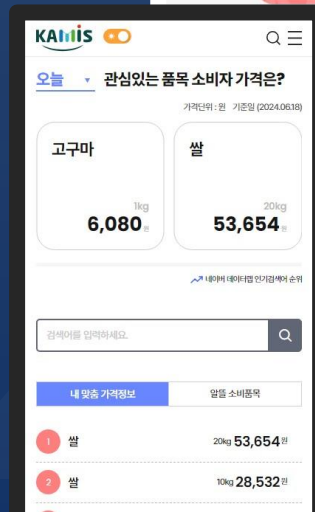 KAMIS
오늘 ▼ 관심있는 품목 소비자 가격은?
가격단위 : 원 기준일 (2024.06.18)
고구마
1kg
6,080 원
쌀
20kg
53,654 원
네이버 데이터랩 인기검색어 순위
검색어를 입력하세요.
내 맞춤 가격정보
알뜰 소비품목
1 쌀 20kg 53,654 원
2 쌀 10kg 28,532 원